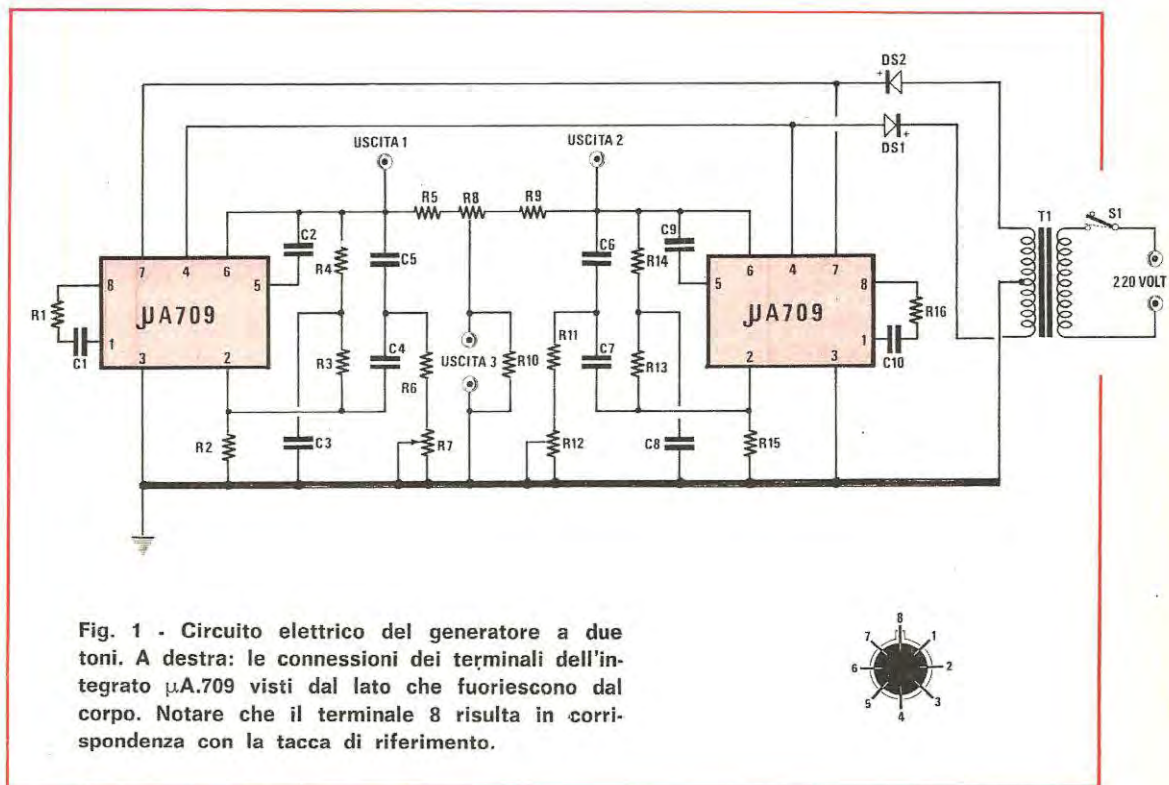 DS2
+
DS1
+
USCITA 1
USCITA 2
R5
R8
R9
T1
S1
C2
R4
C5
C6
C9
R14
7
4
6
5
8
1
3
2
µA709
R1
C1
6
4
7
5
8
1
2
3
µA709
R16
C10
220 VOLT
R3
C4
R6
USCITA 3
R10
R11
C7
R13
R2
C3
R7
R12
C8
R15
Fig. 1 - Circuito elettrico del generatore a due
toni. A destra: le connessioni dei terminali dell'in-
tegrato µA.709 visti dal lato che fuoriescono dal
corpo. Notare che il terminale 8 risulta in corri-
spondenza con la tacca di riferimento.
8
7
1
6
2
5
3
4